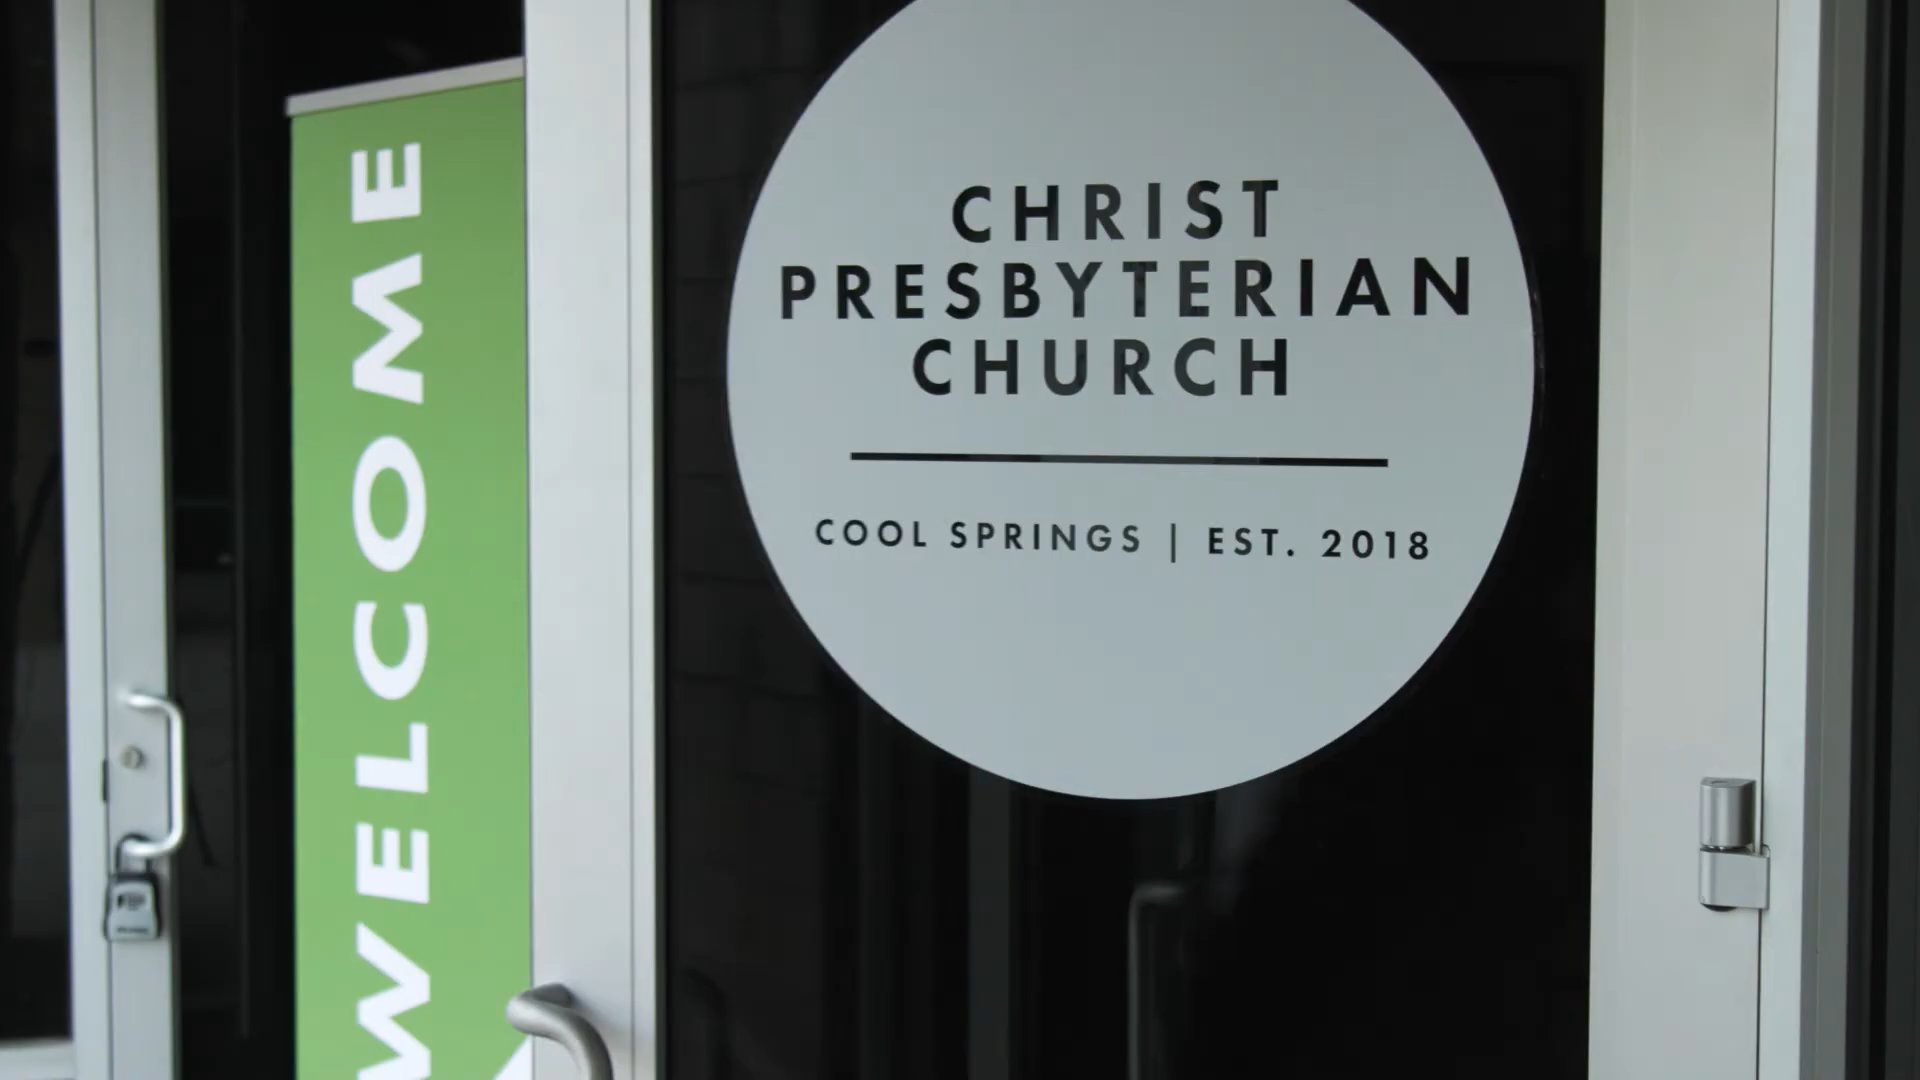 WELCOME
CHRIST
PRESBYTERIAN
CHURCH
COOL SPRINGS | EST. 2018